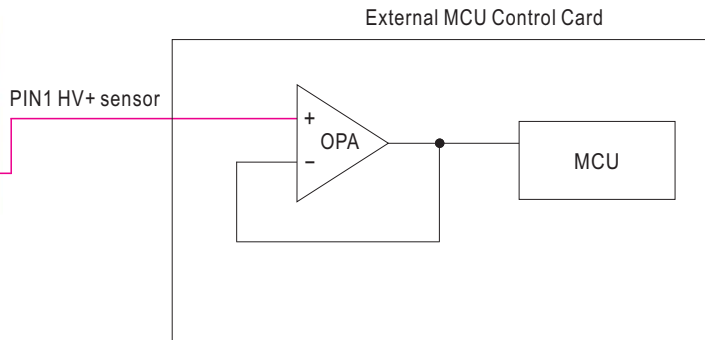 External MCU Control Card
PIN1 HV+ sensor
+
OPA
−
MCU